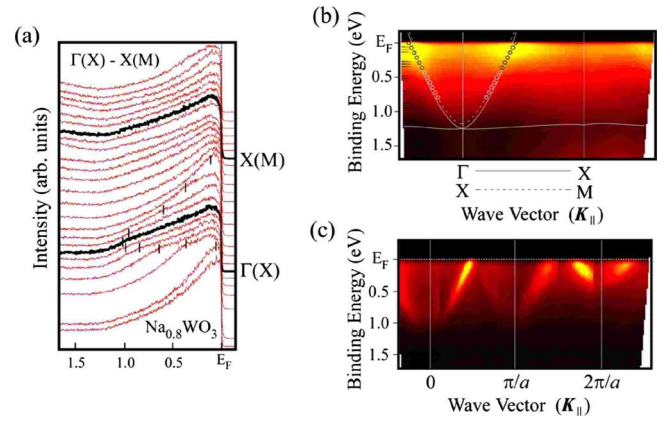 (a)
Γ(X) - X(M)
Intensity (arb. units)
X(M)
Γ(X)
Na0.8WO3
1.5 1.0 0.5 EF
(b)
Binding Energy (eV)
EF
0.5
1.0
1.5
Γ X
X M
Wave Vector (K||)
(c)
Binding Energy (eV)
EF
0.5
1.0
1.5
0 π/a 2π/a
Wave Vector (K||)